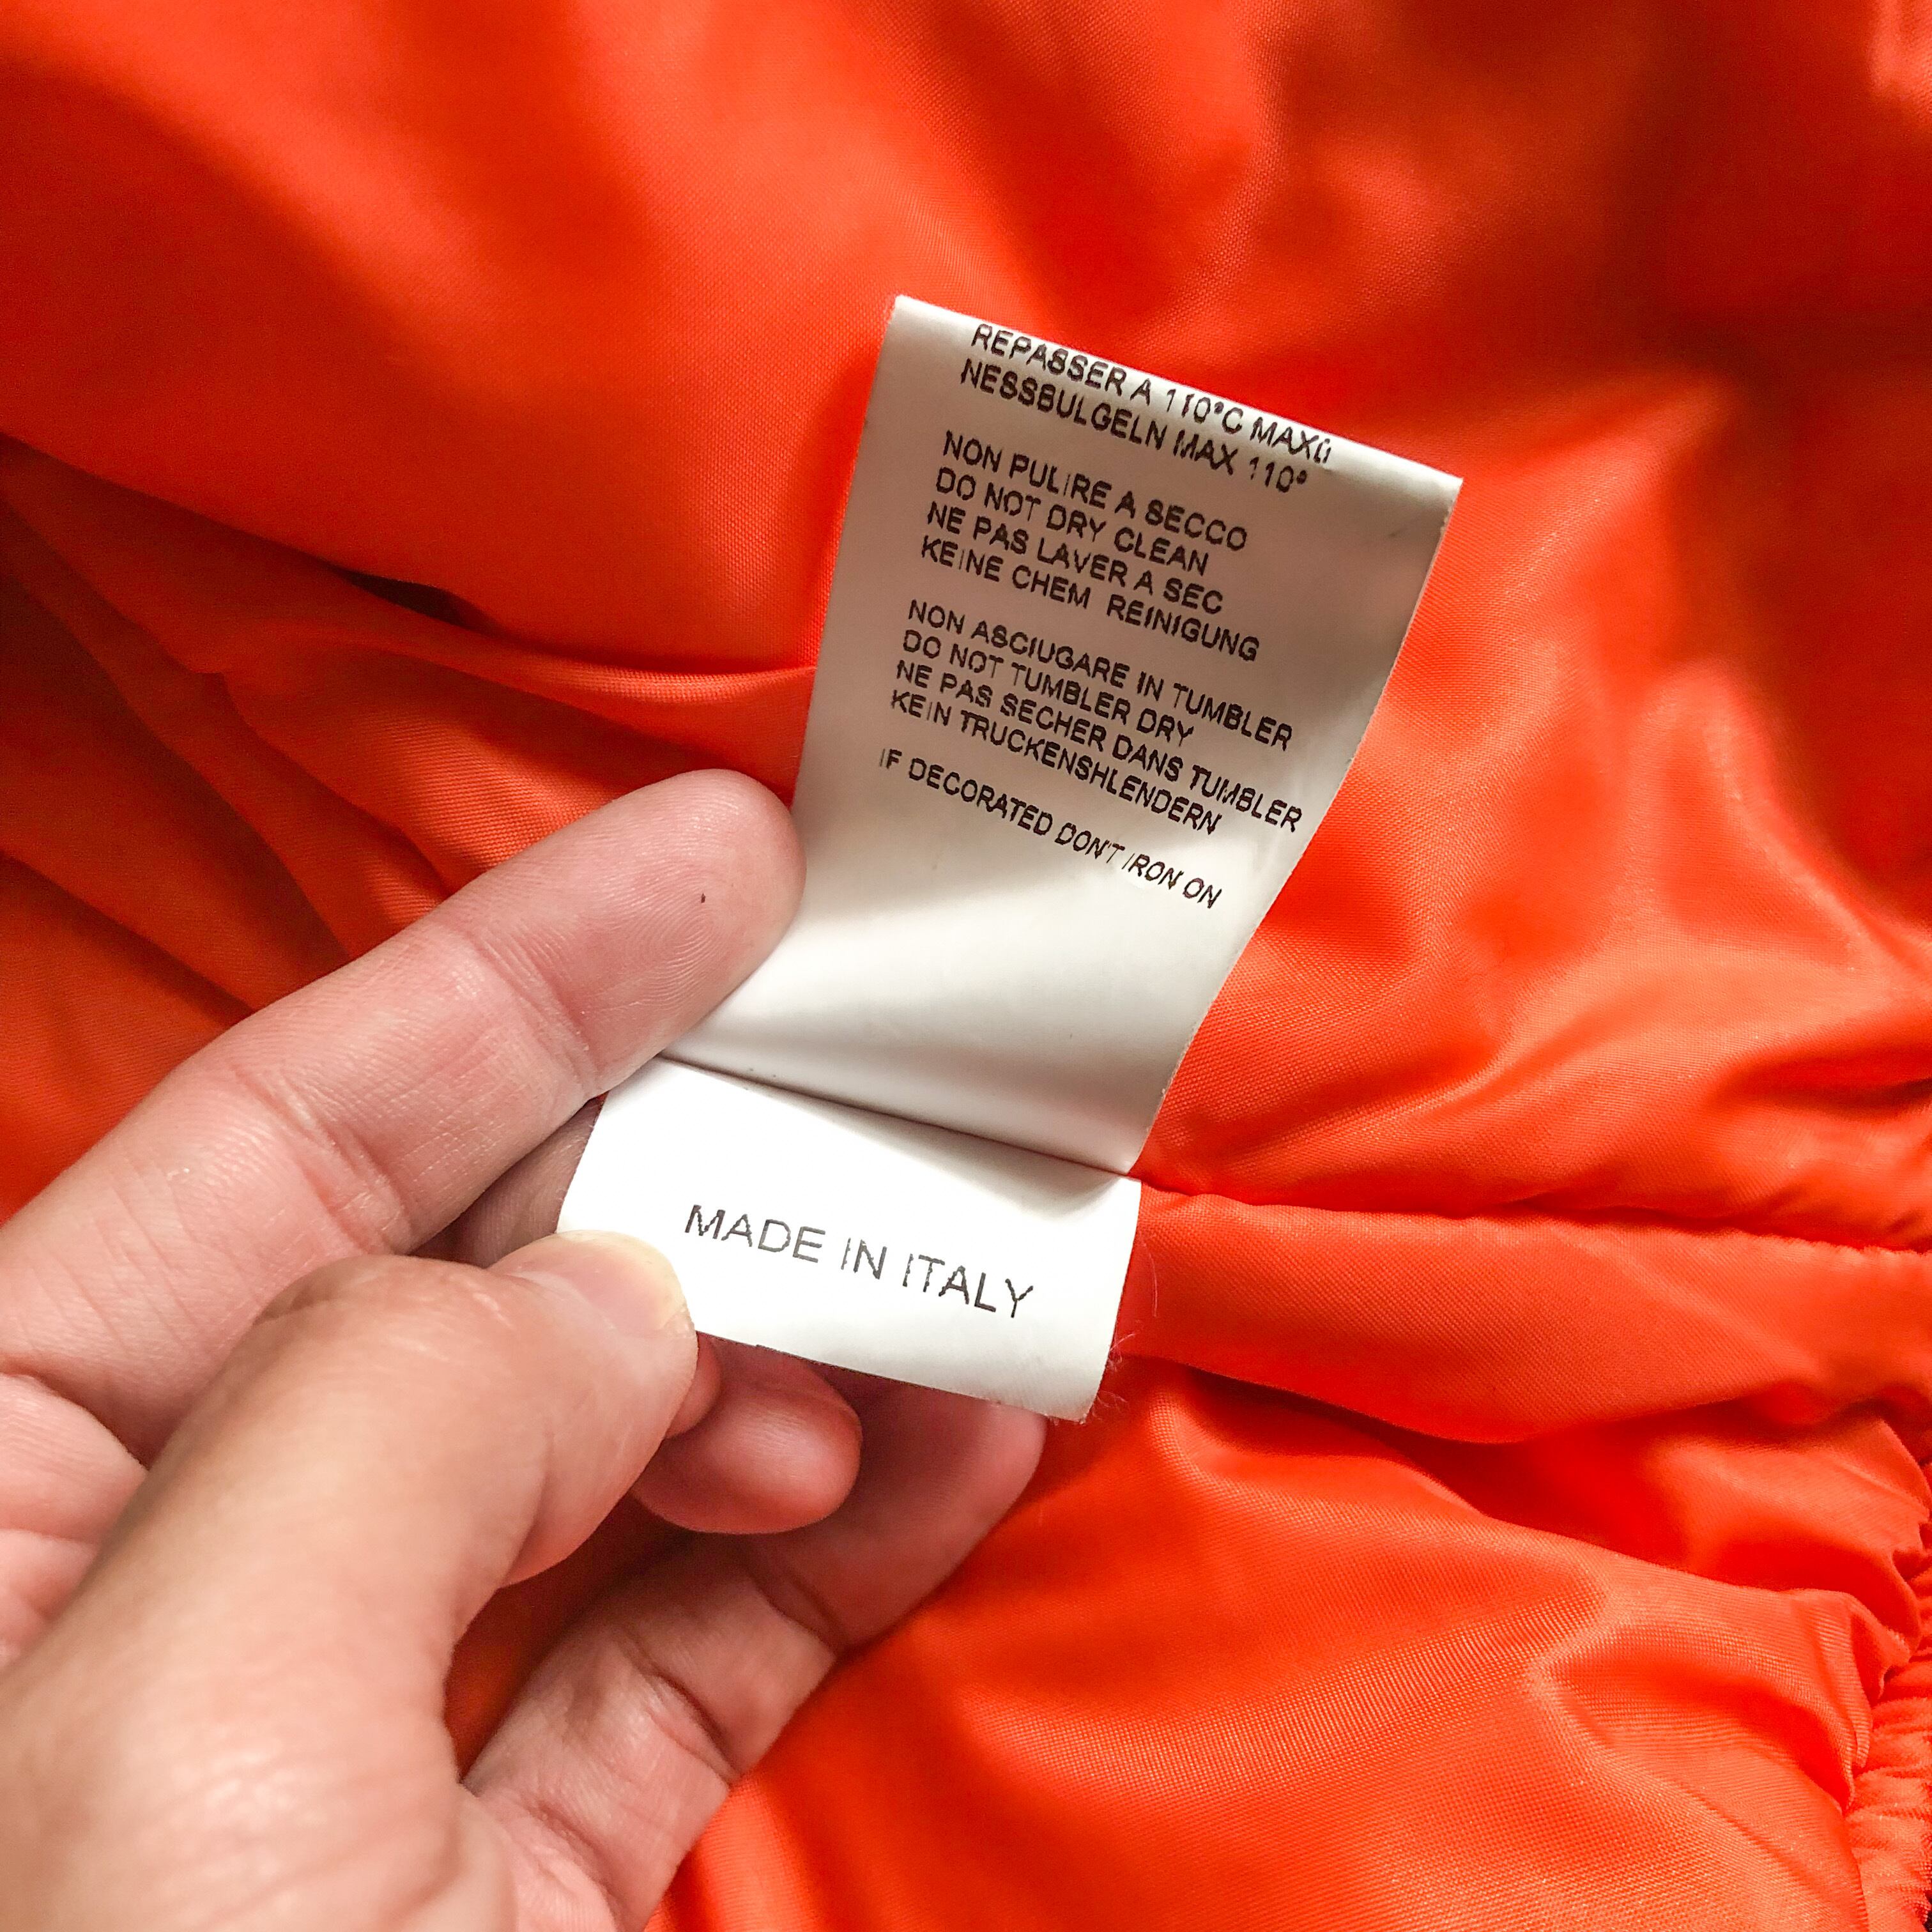 REPASSER A 110°C MAX
NESSBULGELN MAX 110°
NON PULIRE A SECCO
DO NOT DRY CLEAN
NE PAS LAVER A SEC
KEINE CHEM REINIGUNG
NON ASCIUGARE IN TUMBLER
DO NOT TUMBLER DRY
NE PAS SECHER DANS TUMBLER
KEIN TRUCKENSHLENDERN
IF DECORATED DON'T IRON ON
MADE IN ITALY